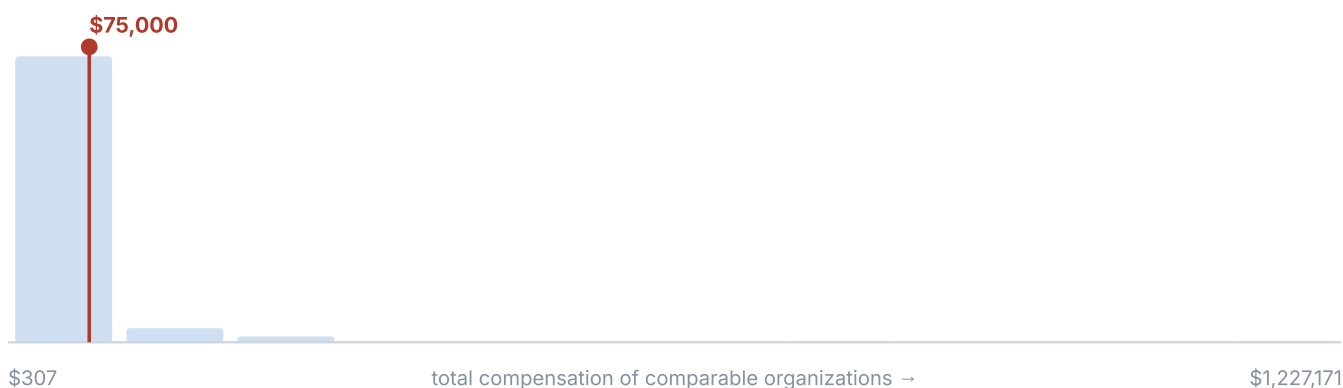 $75,000
$307 total compensation of comparable organizations → $1,227,171